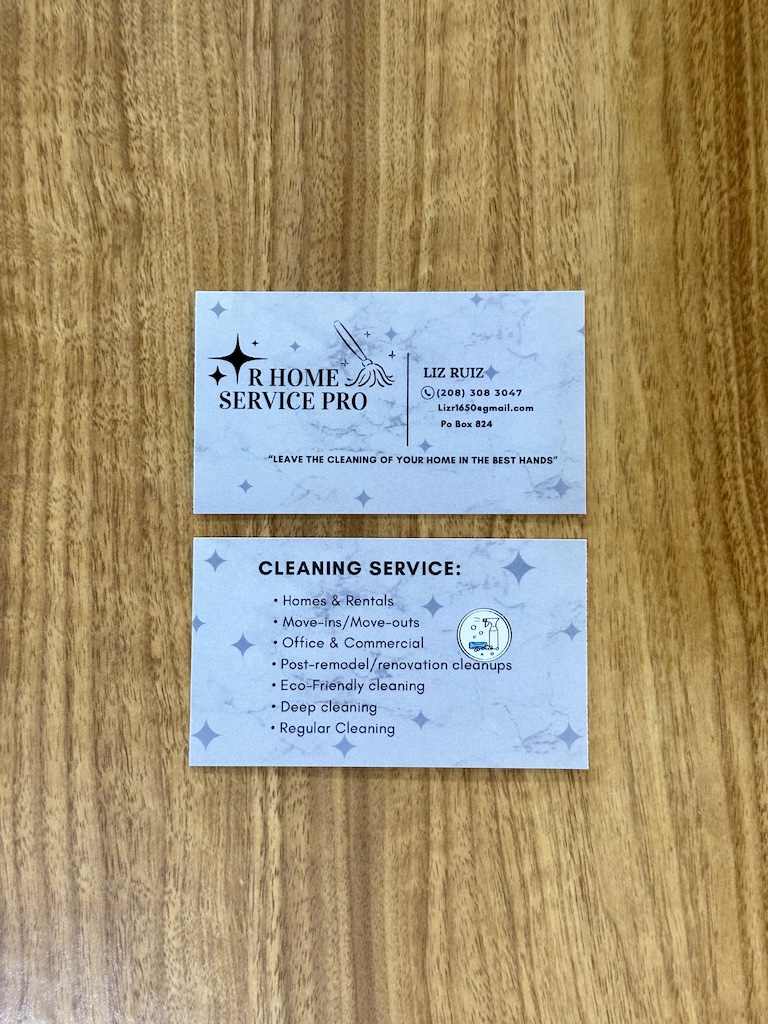 R HOME
SERVICE PRO
LIZ RUIZ
(208) 308 3047
Lizr1650@gmail.com
Po Box 824
“LEAVE THE CLEANING OF YOUR HOME IN THE BEST HANDS”
CLEANING SERVICE:
• Homes & Rentals
• Move-ins/Move-outs
• Office & Commercial
• Post-remodel/renovation cleanups
• Eco-Friendly cleaning
• Deep cleaning
• Regular Cleaning